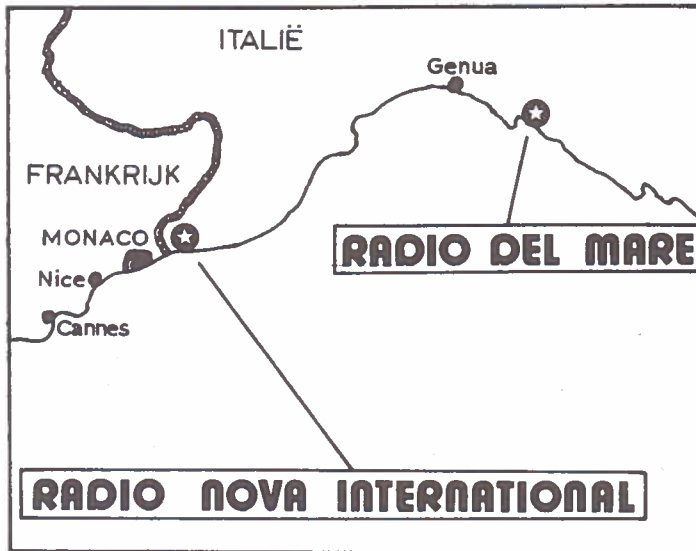 ITALIË
Genua
FRANKRIJK
MONACO
RADIO DEL MARE
Nice
Cannes
RADIO NOVA INTERNATIONAL